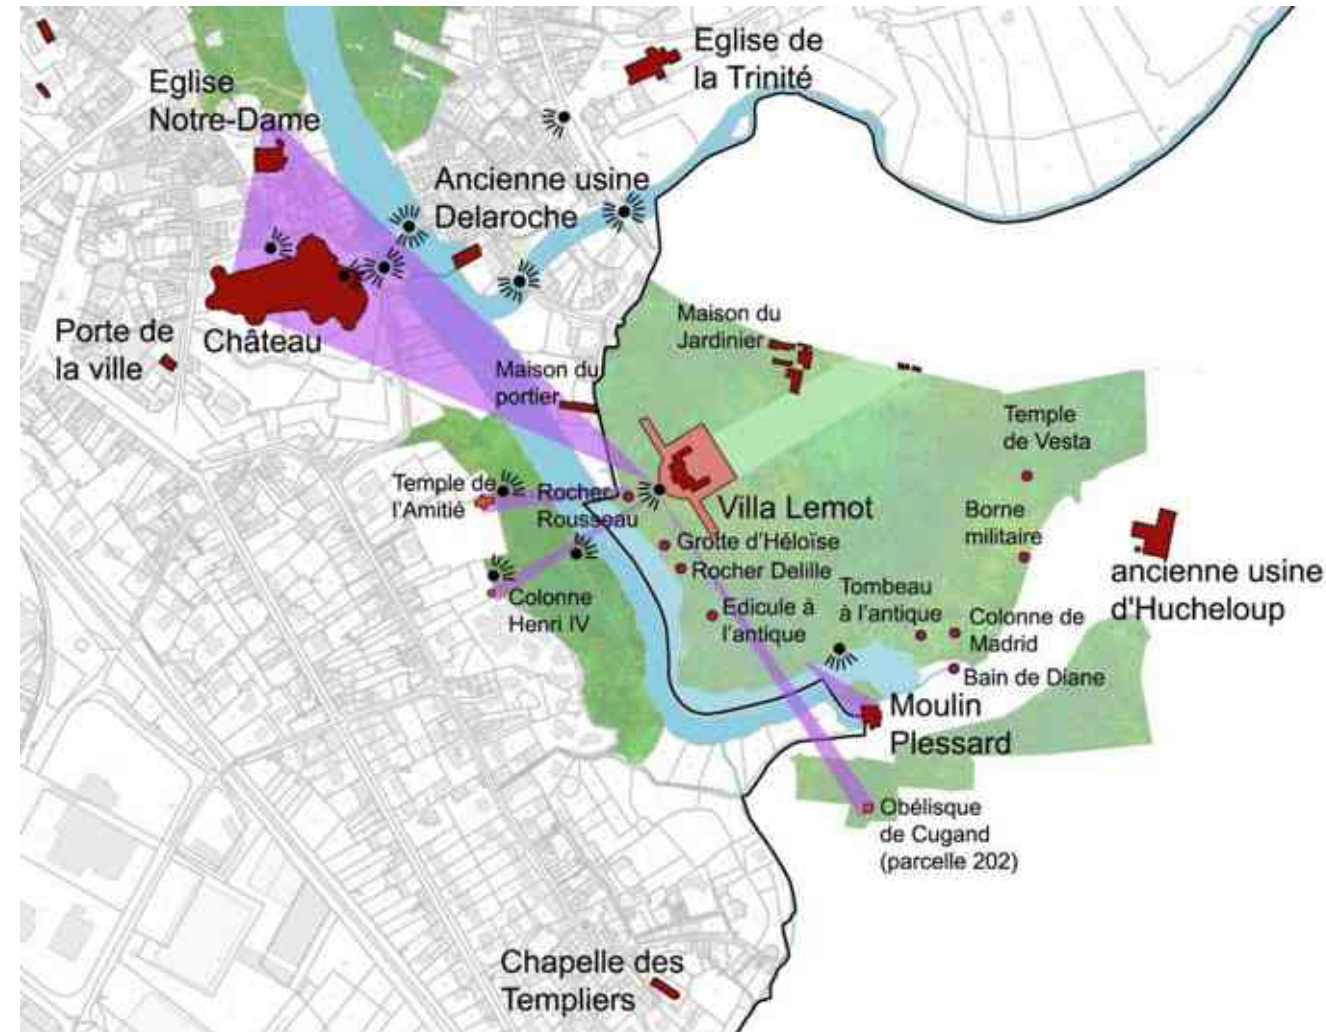 Eglise de
la Trinité
Eglise
Notre-Dame
Ancienne usine
Delaroche
Porte de
la ville
Château
Maison du
Jardinier
Maison du
portier
Temple
de Vesta
Temple de
l'Amitié
Rocher
Rousseau
Villa Lemot
Borne
militaire
Grotte d'Héloïse
Rocher Delille
ancienne usine
d'Hucheloup
Colonne
Henri IV
Edicule à
l'antique
Tombeau
à l'antique
Colonne de
Madrid
Bain de Diane
Moulin
Plessard
Obélisque
de Cugand
(parcelle 202)
Chapelle des
Templiers